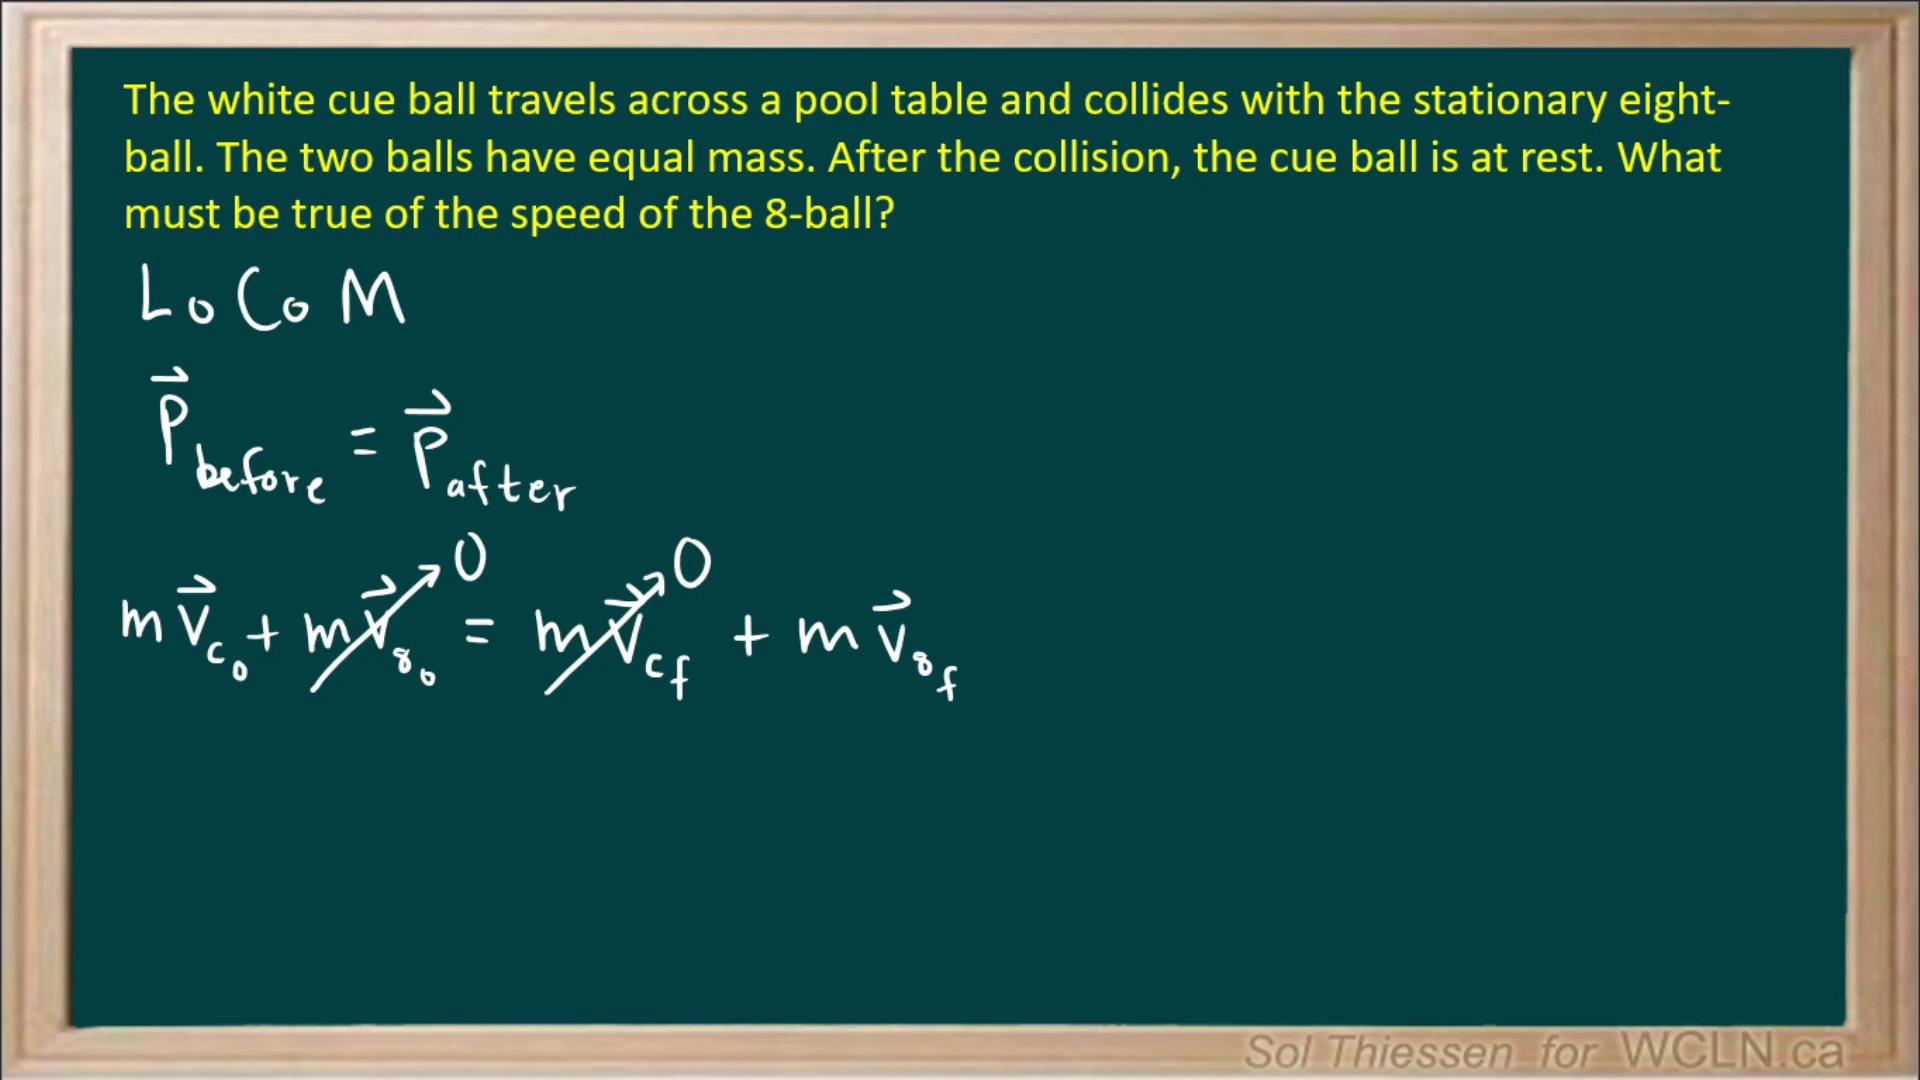 The white cue ball travels across a pool table and collides with the stationary eight-
ball. The two balls have equal mass. After the collision, the cue ball is at rest. What
must be true of the speed of the 8-ball?
LoCoM
P⃗before = P⃗after
mv⃗c₀ + mv⃗8₀ → 0 = mv⃗cf → 0 + mv⃗8f
Sol Thiessen for WCLN.ca